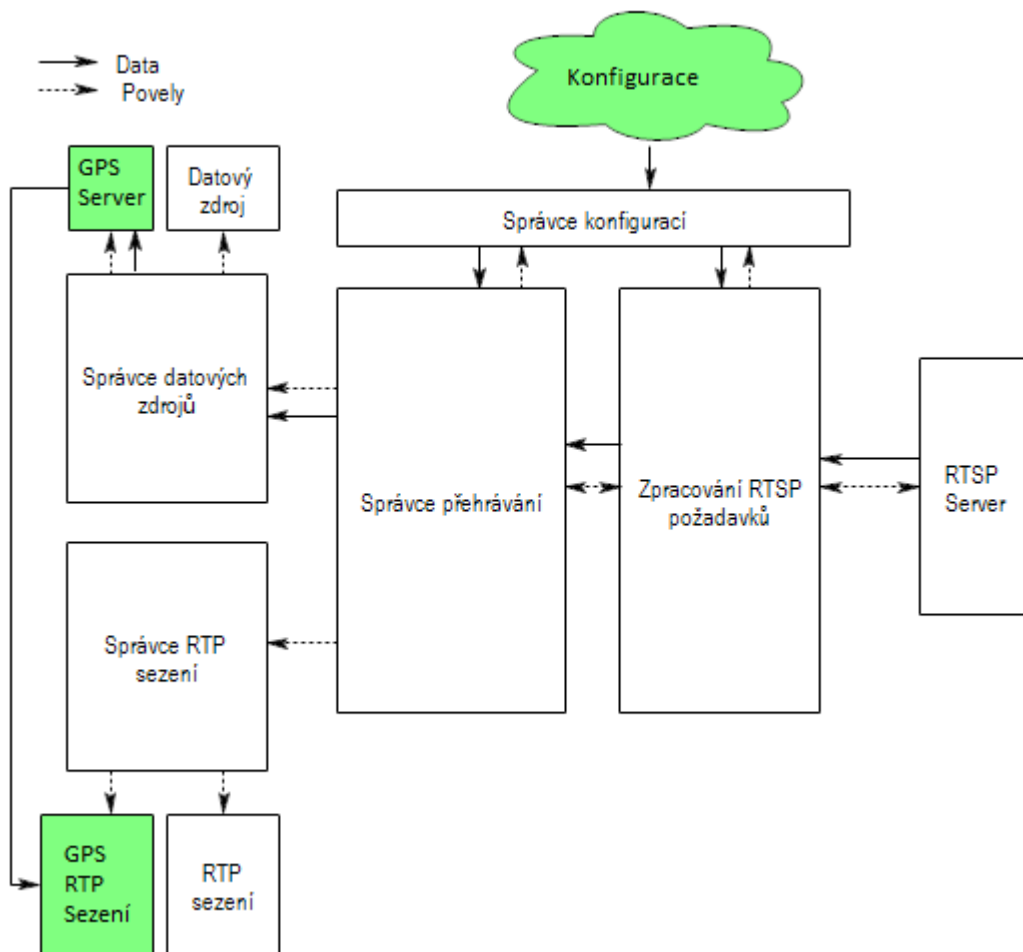 Data
Povely
Konfigurace
GPS
Server
Datový
zdroj
Správce konfigurací
Správce datových
zdrojů
Správce přehrávání
Zpracování RTSP
požadavků
RTSP
Server
Správce RTP
sezení
GPS
RTP
Sezení
RTP
sezení